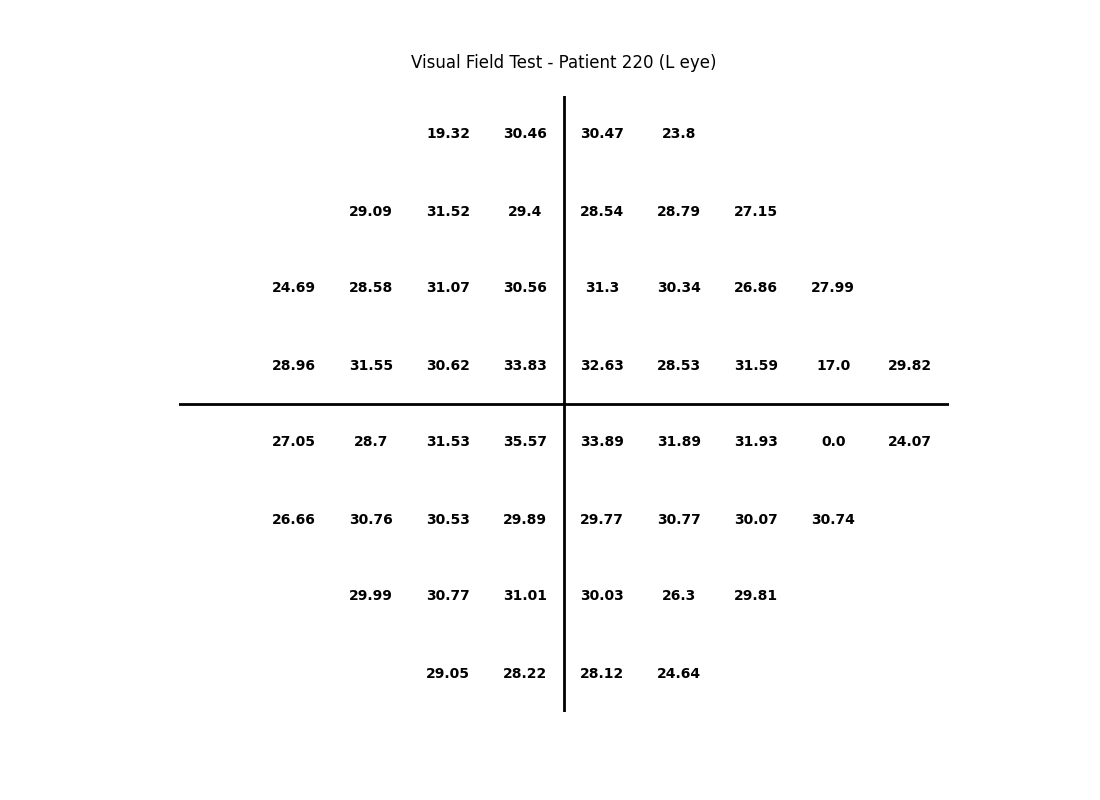 Visual Field Test - Patient 220 (L eye)
19.32 30.46 30.47 23.8
29.09 31.52 29.4 28.54 28.79 27.15
24.69 28.58 31.07 30.56 31.3 30.34 26.86 27.99
28.96 31.55 30.62 33.83 32.63 28.53 31.59 17.0 29.82
27.05 28.7 31.53 35.57 33.89 31.89 31.93 0.0 24.07
26.66 30.76 30.53 29.89 29.77 30.77 30.07 30.74
29.99 30.77 31.01 30.03 26.3 29.81
29.05 28.22 28.12 24.64